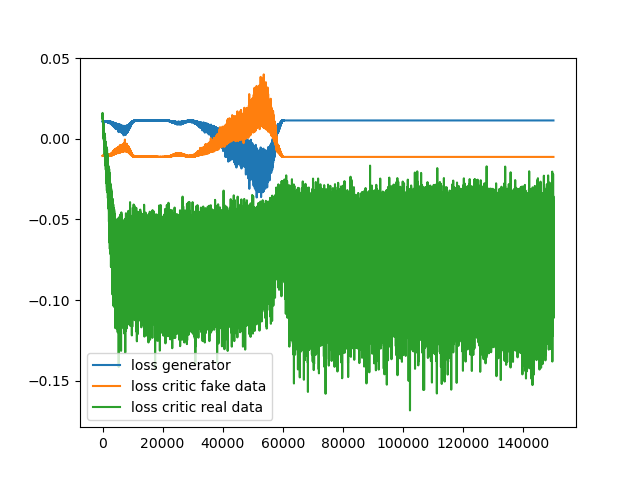 0.05
0.00
−0.05
−0.10
−0.15
loss generator
loss critic fake data
loss critic real data
0 20000 40000 60000 80000 100000 120000 140000